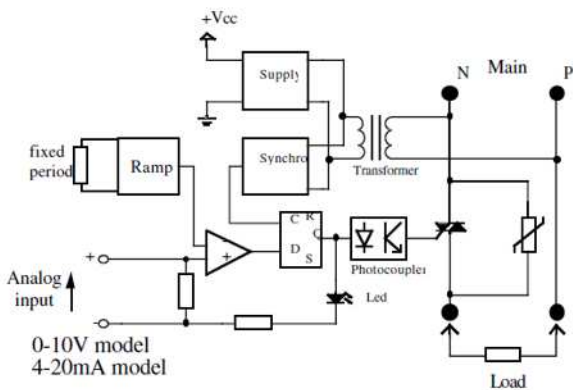 +Vcc
Supply
N
Main
P
fixed
period
Ramp
Synchro
Transformer
C
R
Q
D
S
-
+
+
Analog
input
Photocoupler
Led
-
0-10V model
4-20mA model
Load